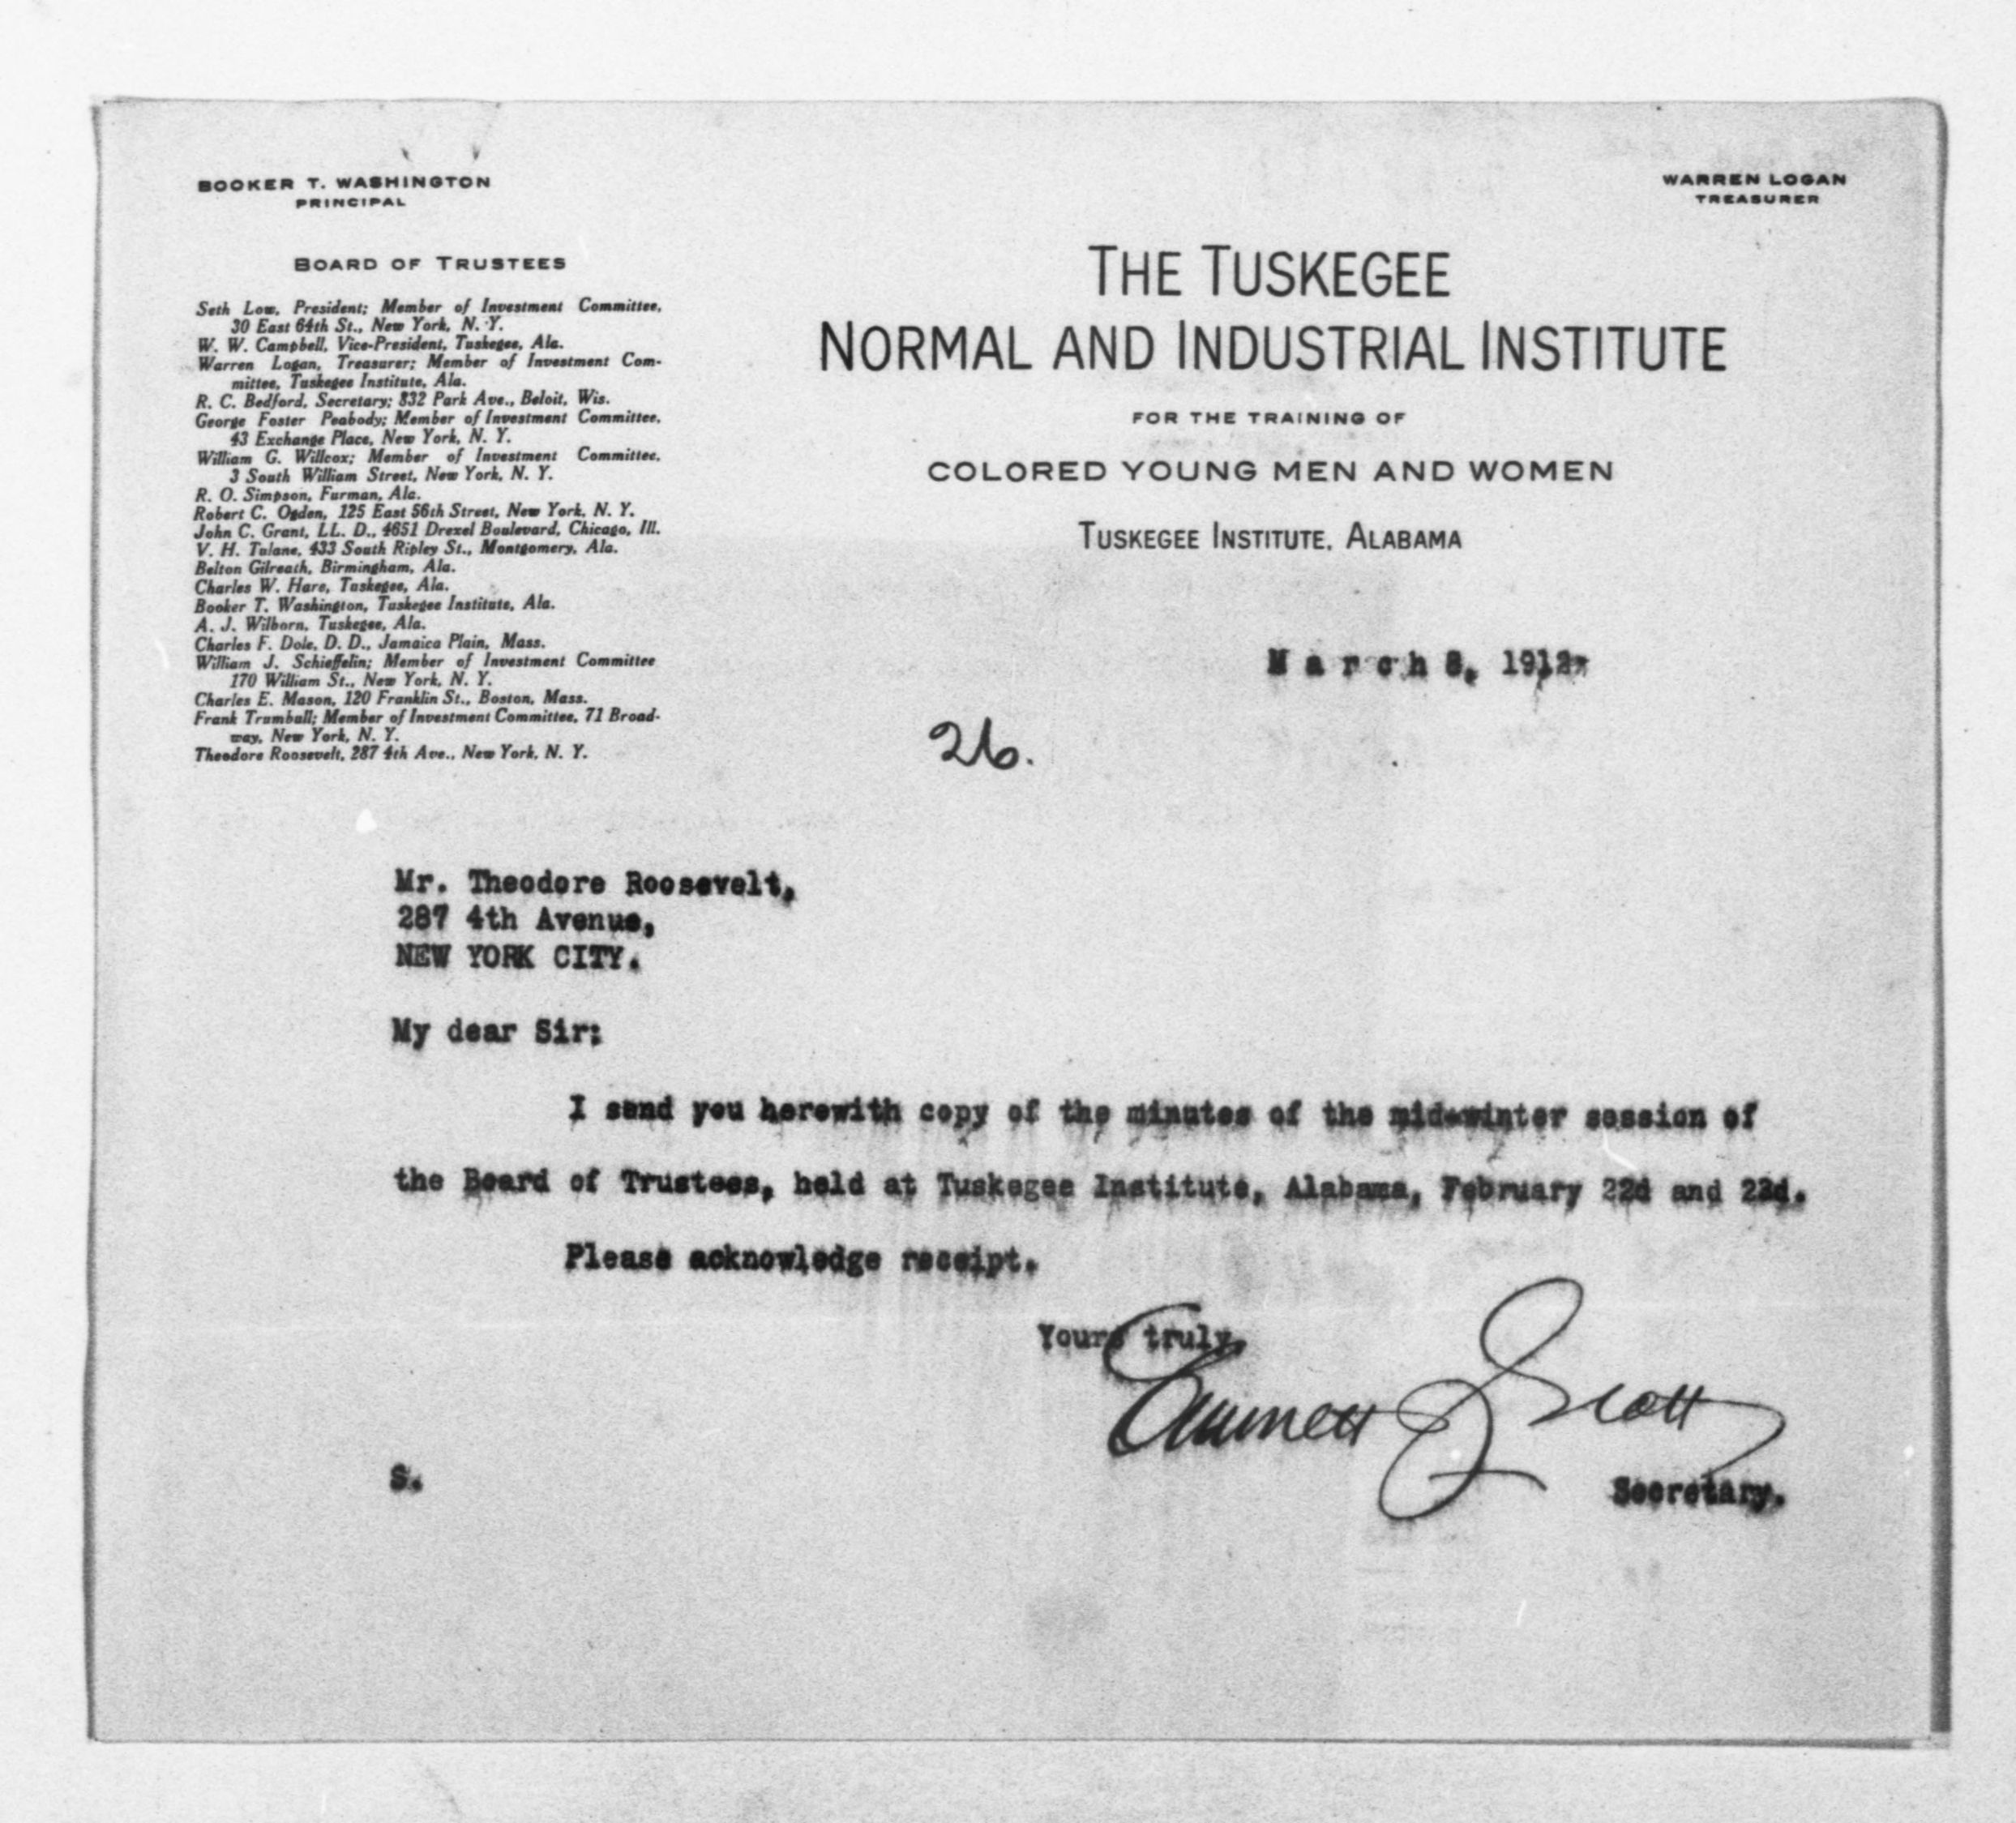 BOOKER T. WASHINGTON
PRINCIPAL
WARREN LOGAN
TREASURER
BOARD OF TRUSTEES
Seth Low, President; Member of Investment Committee,
30 East 64th St., New York, N. Y.
W. W. Campbell, Vice-President, Tuskegee, Ala.
Warren Logan, Treasurer; Member of Investment Com-
mittee, Tuskegee Institute, Ala.
R. C. Bedford, Secretary; 832 Park Ave., Beloit, Wis.
George Foster Peabody; Member of Investment Committee,
43 Exchange Place, New York, N. Y.
William G. Willcox; Member of Investment Committee,
3 South William Street, New York, N. Y.
R. O. Simpson, Furman, Ala.
Robert C. Ogden, 125 East 56th Street, New York, N. Y.
John C. Grant, LL. D., 4651 Drexel Boulevard, Chicago, Ill.
V. H. Tulane, 433 South Ripley St., Montgomery, Ala.
Belton Gilreath, Birmingham, Ala.
Charles W. Hare, Tuskegee, Ala.
Booker T. Washington, Tuskegee Institute, Ala.
A. J. Wilborn, Tuskegee, Ala.
Charles F. Dole, D. D., Jamaica Plain, Mass.
William J. Schieffelin; Member of Investment Committee
170 William St., New York, N. Y.
Charles E. Mason, 120 Franklin St., Boston, Mass.
Frank Trumbull; Member of Investment Committee, 71 Broad-
way, New York, N. Y.
Theodore Roosevelt, 287 4th Ave., New York, N. Y.
THE TUSKEGEE
NORMAL AND INDUSTRIAL INSTITUTE
FOR THE TRAINING OF
COLORED YOUNG MEN AND WOMEN
TUSKEGEE INSTITUTE, ALABAMA
March 8, 1912
26.
Mr. Theodore Roosevelt,
287 4th Avenue,
NEW YORK CITY.
My dear Sir:
I send you herewith copy of the minutes of the mid-winter session of
the Board of Trustees, held at Tuskegee Institute, Alabama, February 22d and 23d.
Please acknowledge receipt.
Yours truly,
Emmett J Scott
Secretary.
S.